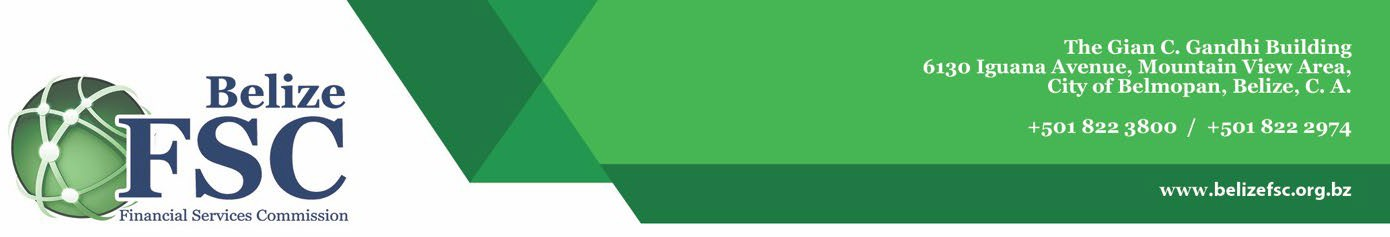 Belize
FSC
Financial Services Commission
The Gian C. Gandhi Building
6130 Iguana Avenue, Mountain View Area,
City of Belmopan, Belize, C. A.
+501 822 3800 / +501 822 2974
www.belizefsc.org.bz